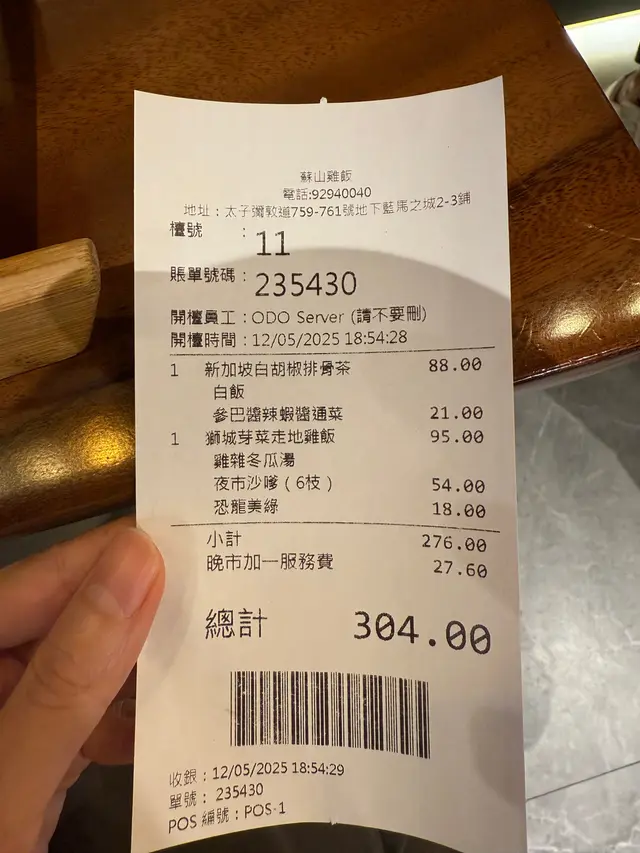 蘇山雞飯
電話:92940040
地址：太子彌敦道759-761號地下藍馬之城2-3鋪
檯號 : 11
賬單號碼 : 235430
開檯員工 : ODO Server (請不要刪)
開檯時間 : 12/05/2025 18:54:28
1 新加坡白胡椒排骨茶 88.00
白飯
參巴醬辣蝦醬通菜 21.00
1 獅城芽菜走地雞飯 95.00
雞雜冬瓜湯
夜市沙嗲（6枝） 54.00
恐龍美綠 18.00
小計 276.00
晚市加一服務費 27.60
總計 304.00
收銀 : 12/05/2025 18:54:29
單號 : 235430
POS 編號 : POS-1